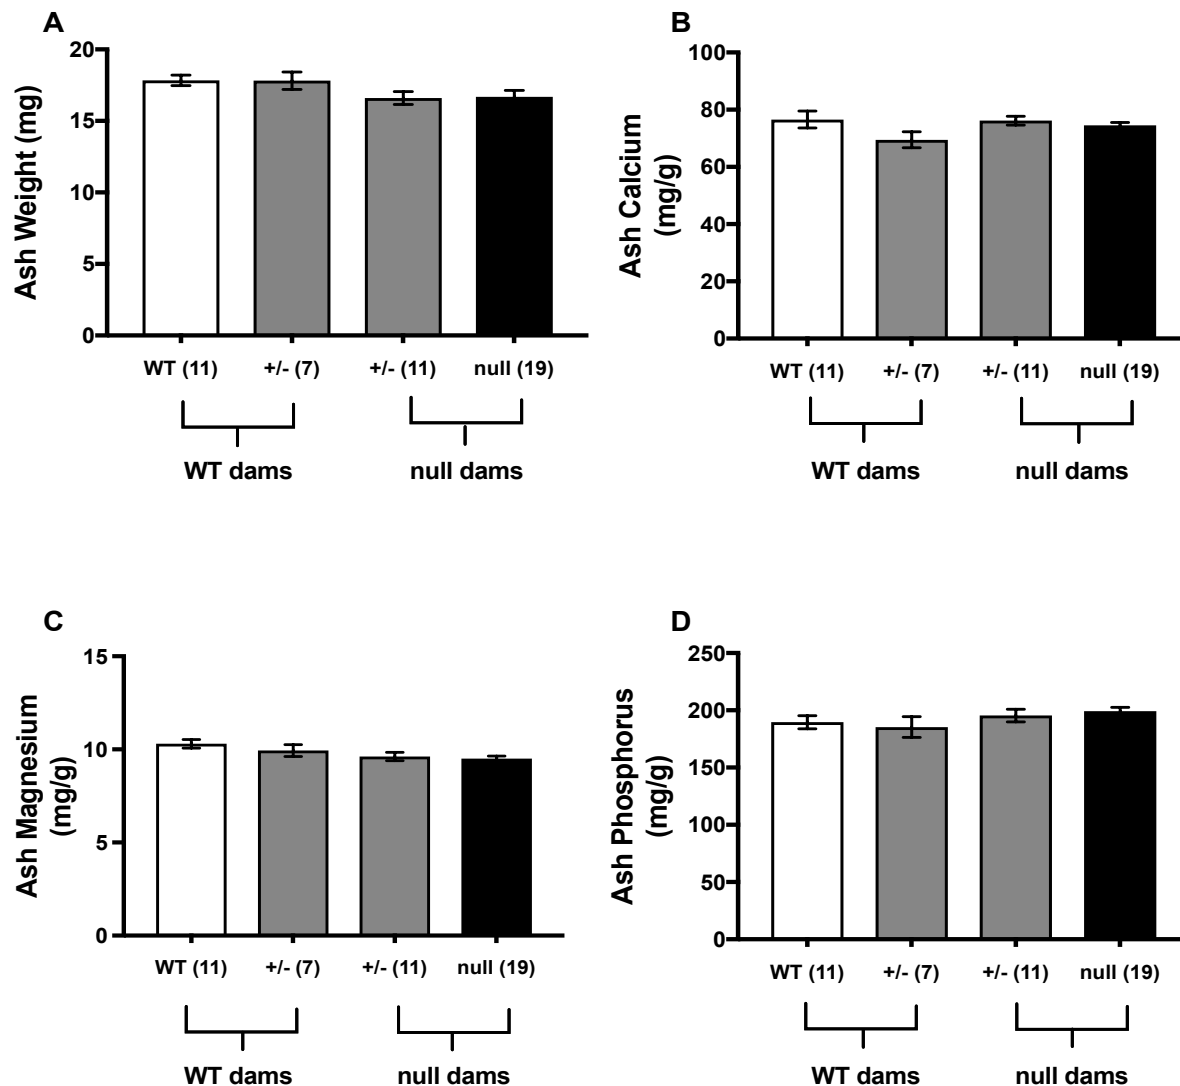 A
Ash Weight (mg)
20
15
10
5
0
WT (11) +/- (7) +/- (11) null (19)
WT dams null dams
B
Ash Calcium
(mg/g)
100
80
60
40
20
0
WT (11) +/- (7) +/- (11) null (19)
WT dams null dams
C
Ash Magnesium
(mg/g)
15
10
5
0
WT (11) +/- (7) +/- (11) null (19)
WT dams null dams
D
Ash Phosphorus
(mg/g)
250
200
150
100
50
0
WT (11) +/- (7) +/- (11) null (19)
WT dams null dams